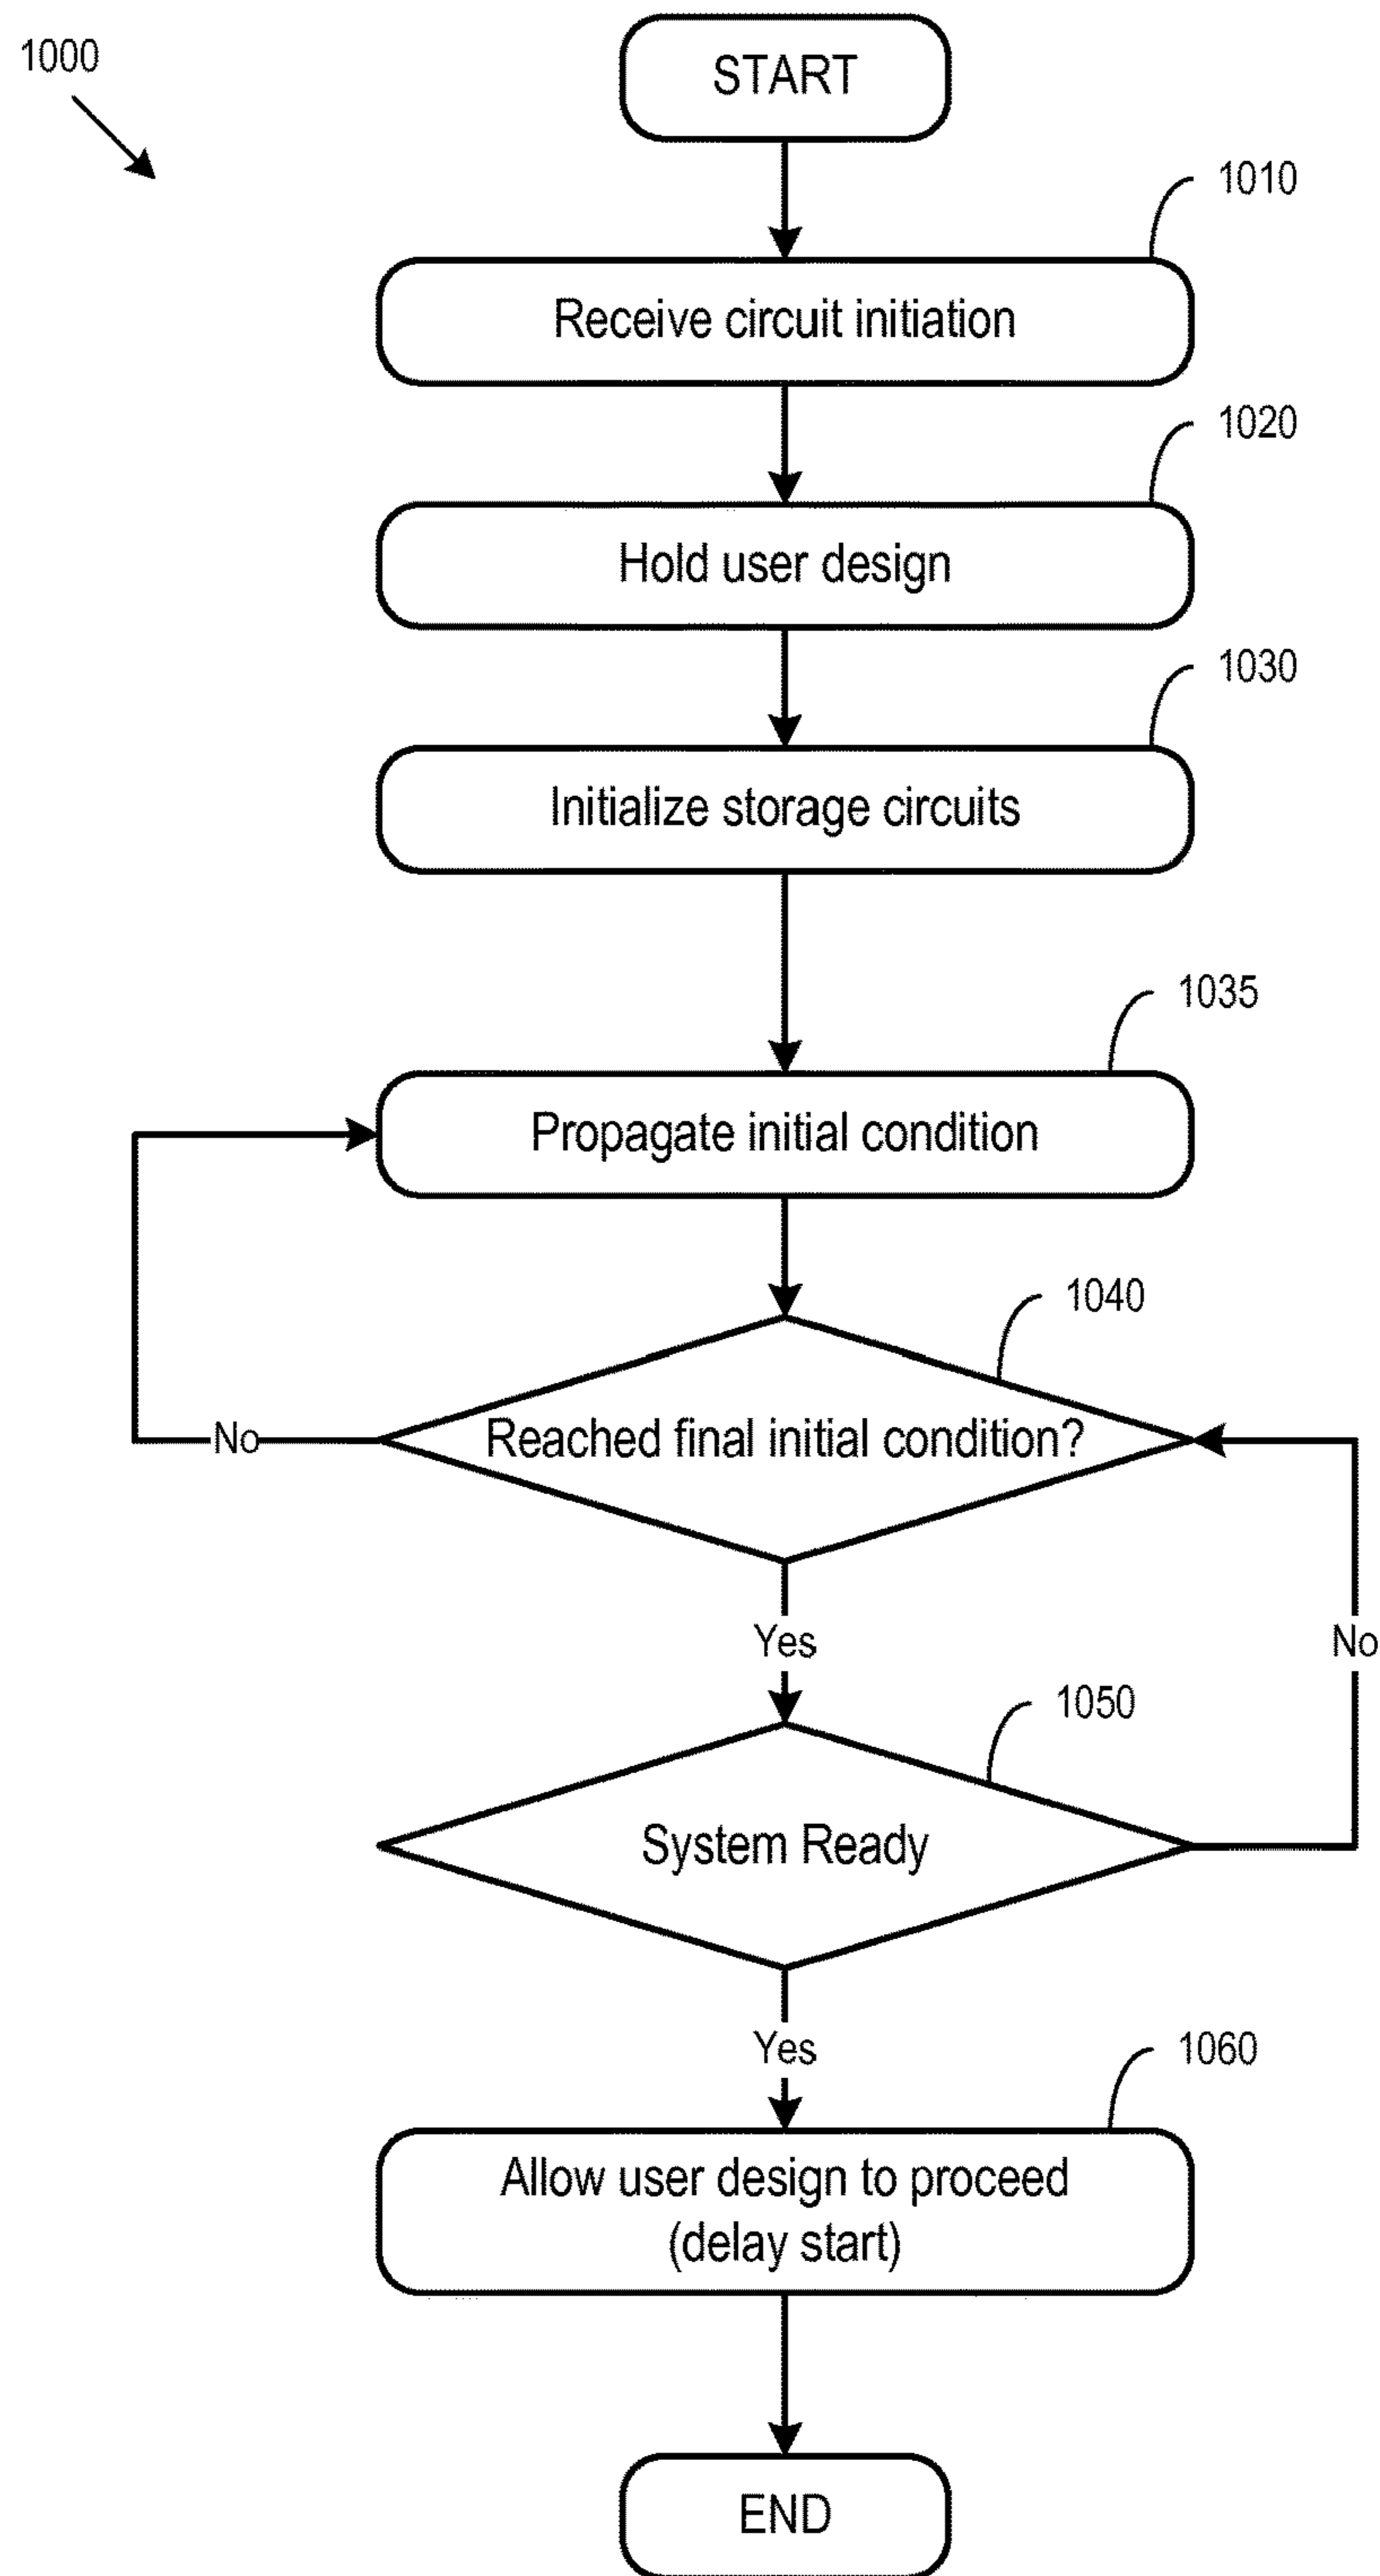 1000
START
1010
Receive circuit initiation
1020
Hold user design
1030
Initialize storage circuits
1035
Propagate initial condition
1040
Reached final initial condition?
No
Yes
No
1050
System Ready
Yes
1060
Allow user design to proceed
(delay start)
END